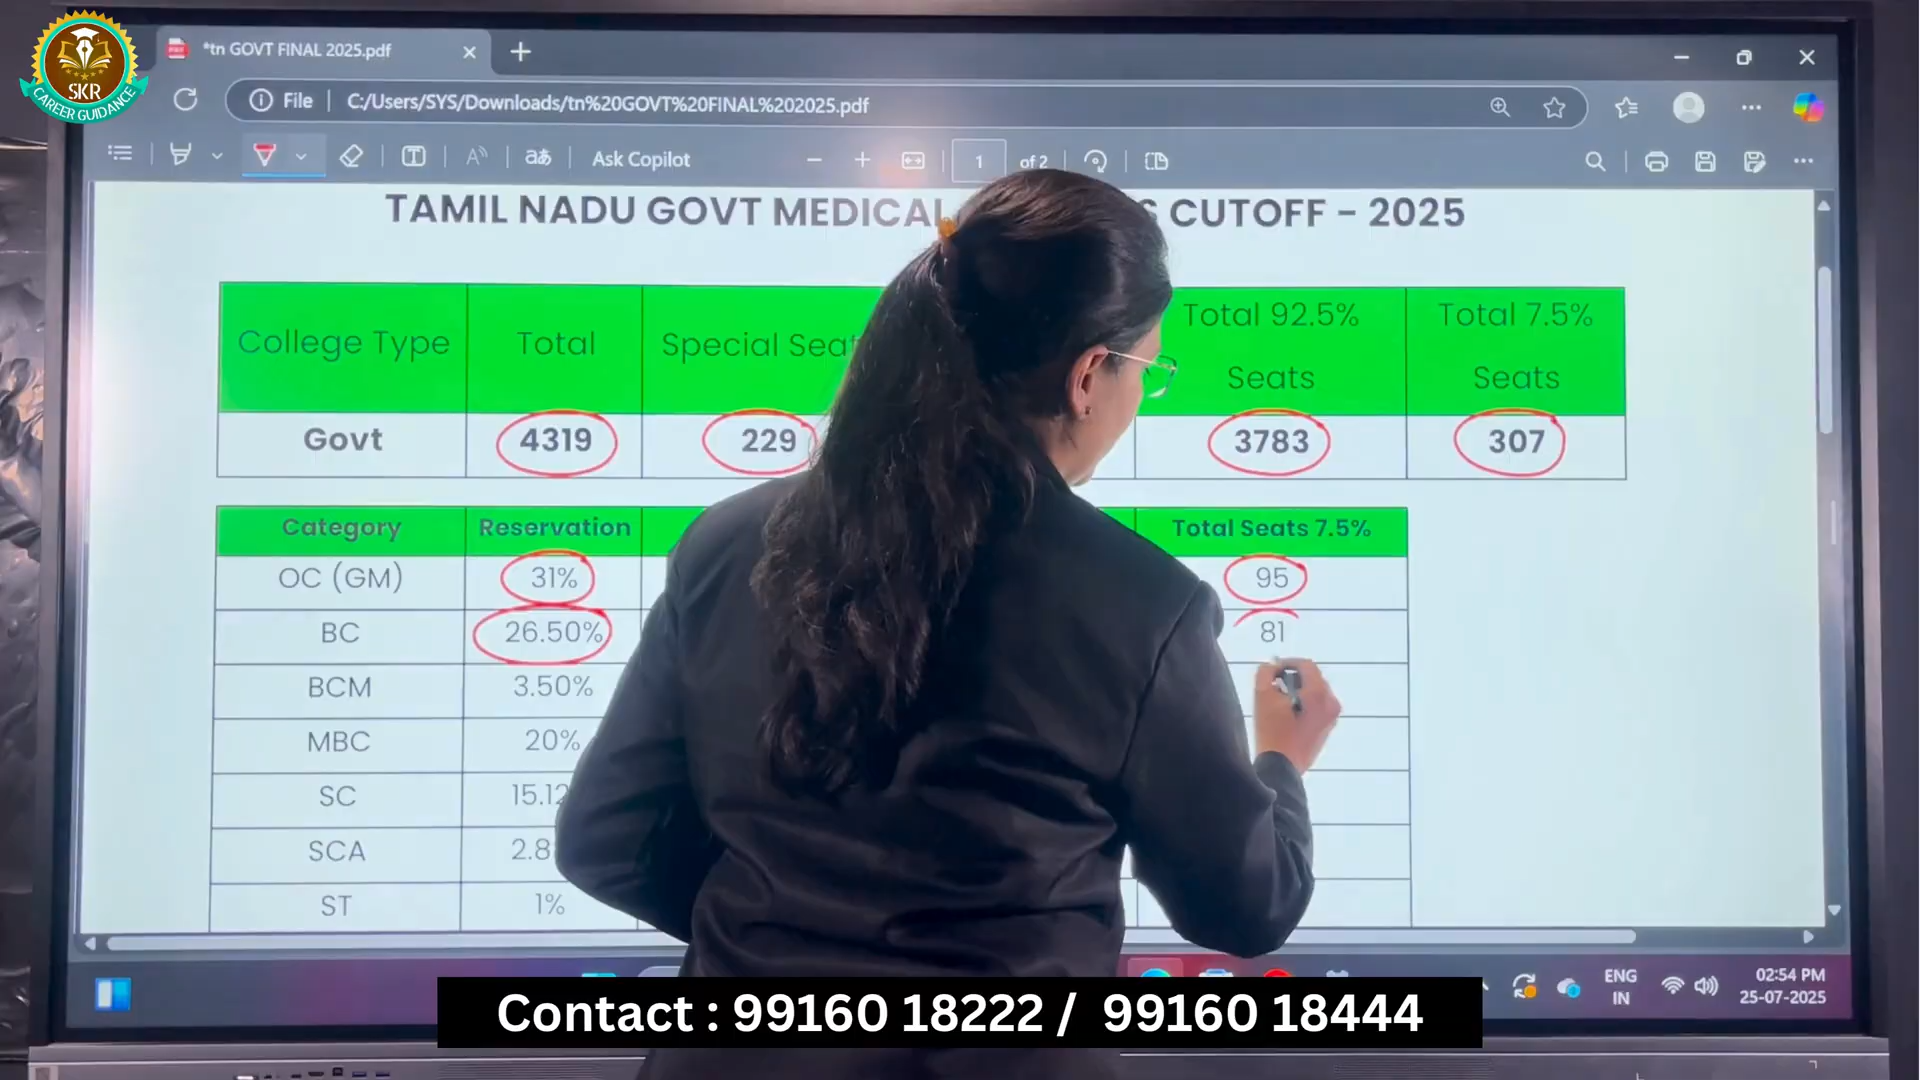 SKR
CAREER GUIDANCE
*tn GOVT FINAL 2025.pdf
File
C:/Users/SYS/Downloads/tn%20GOVT%20FINAL%202025.pdf
Ask Copilot
1 of 2
TAMIL NADU GOVT MEDICAL CUTOFF - 2025
College Type Total Special Seat Total 92.5% Seats Total 7.5% Seats
Govt 4319 229 3783 307
Category Reservation Total Seats 7.5%
OC (GM) 31% 95
BC 26.50% 81
BCM 3.50%
MBC 20%
SC 15.12
SCA 2.8
ST 1%
ENG
IN
02:54 PM
25-07-2025
Contact : 99160 18222 / 99160 18444